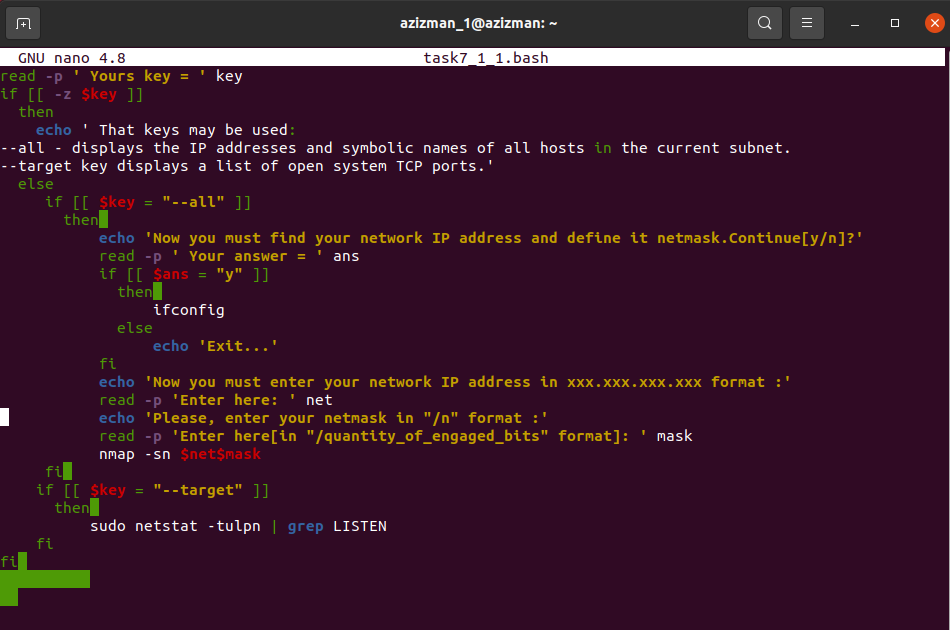 azizman_1@azizman: ~
GNU nano 4.8 task7_1_1.bash
read -p ' Yours key = ' key
if [[ -z $key ]]
  then
    echo ' That keys may be used:
--all - displays the IP addresses and symbolic names of all hosts in the current subnet.
--target key displays a list of open system TCP ports.'
  else
     if [[ $key = "--all" ]]
       then
           echo 'Now you must find your network IP address and define it netmask.Continue[y/n]?'
           read -p ' Your answer = ' ans
           if [[ $ans = "y" ]]
             then
                 ifconfig
             else
                 echo 'Exit...'
           fi
           echo 'Now you must enter your network IP address in xxx.xxx.xxx.xxx format :'
           read -p 'Enter here: ' net
           echo 'Please, enter your netmask in "/n" format :'
           read -p 'Enter here[in "/quantity_of_engaged_bits" format]: ' mask
           nmap -sn $net$mask
     fi
    if [[ $key = "--target" ]]
      then
          sudo netstat -tulpn | grep LISTEN
    fi
fi